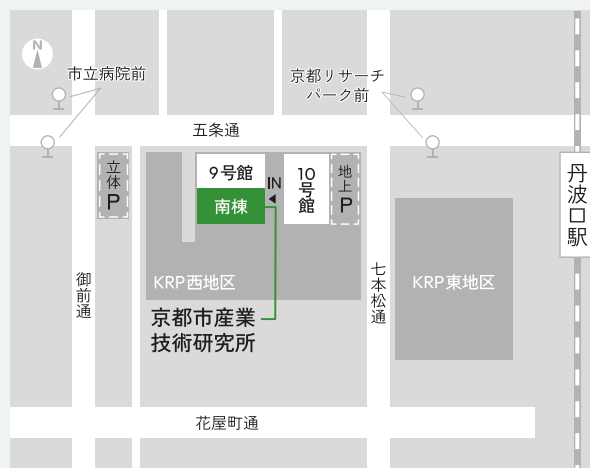 N
市立病院前
京都リサーチ
パーク前
五条通
立体
P
9号館
IN
10号館
地上
P
南棟
丹波口駅
KRP西地区
KRP東地区
御前通
七本松通
京都市産業
技術研究所
花屋町通